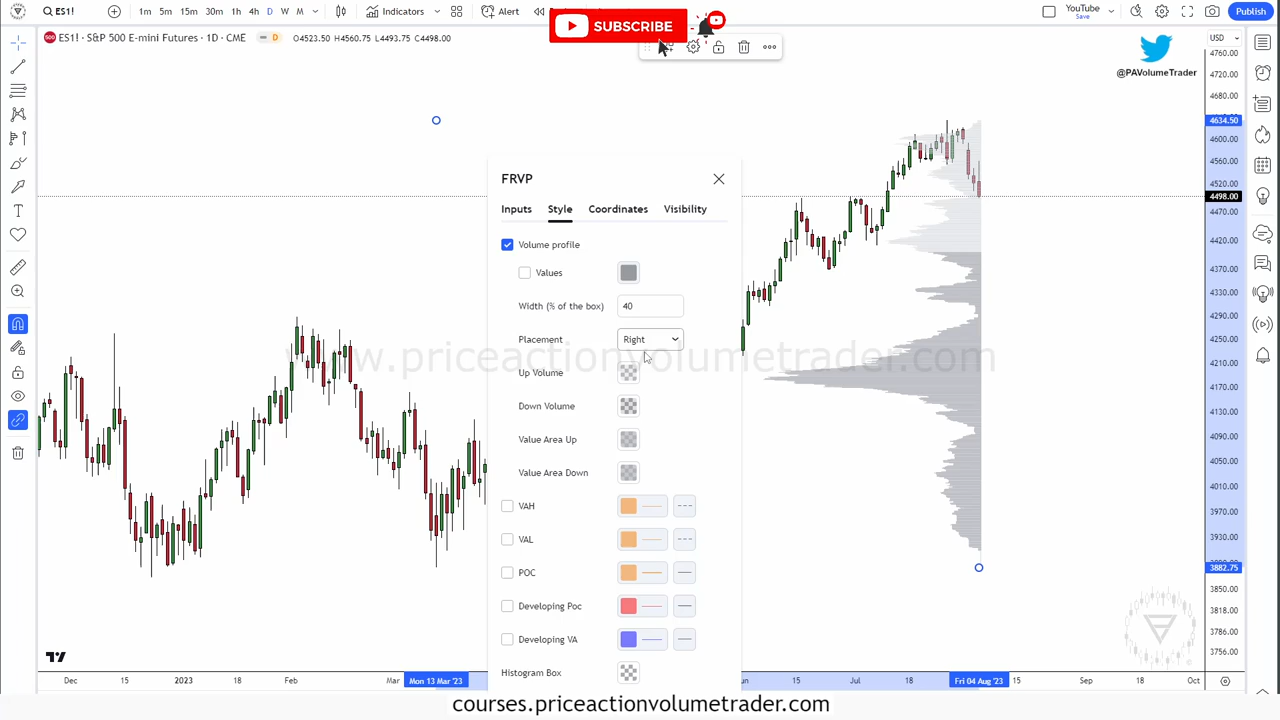 ES1!
1m 5m 15m 30m 1h 4h D W M
Indicators
Alert
SUBSCRIBE
YouTube
Save
Publish
ES1! · S&P 500 E-mini Futures · 1D · CME
D
O4523.50 H4560.75 L4493.75 C4498.00
USD
@PAVolumeTrader
4760.00
4720.00
4680.00
4634.50
4600.00
4560.00
4520.00
4498.00
4470.00
4420.00
4370.00
4330.00
4290.00
4250.00
4210.00
4170.00
4130.00
4090.00
4050.00
4010.00
3970.00
3930.00
3882.75
3850.00
3818.00
3786.00
3756.00
FRVP
Inputs Style Coordinates Visibility
Volume profile
Values
Width (% of the box) 40
Placement Right
Up Volume
Down Volume
Value Area Up
Value Area Down
VAH
VAL
POC
Developing Poc
Developing VA
Histogram Box
www.priceactionvolumetrader.com
Dec 15 2023 18 Feb Mar Mon 13 Mar '23 Jun 15 Jul 18 Fri 04 Aug '23 15 Sep 18 Oct
courses.priceactionvolumetrader.com